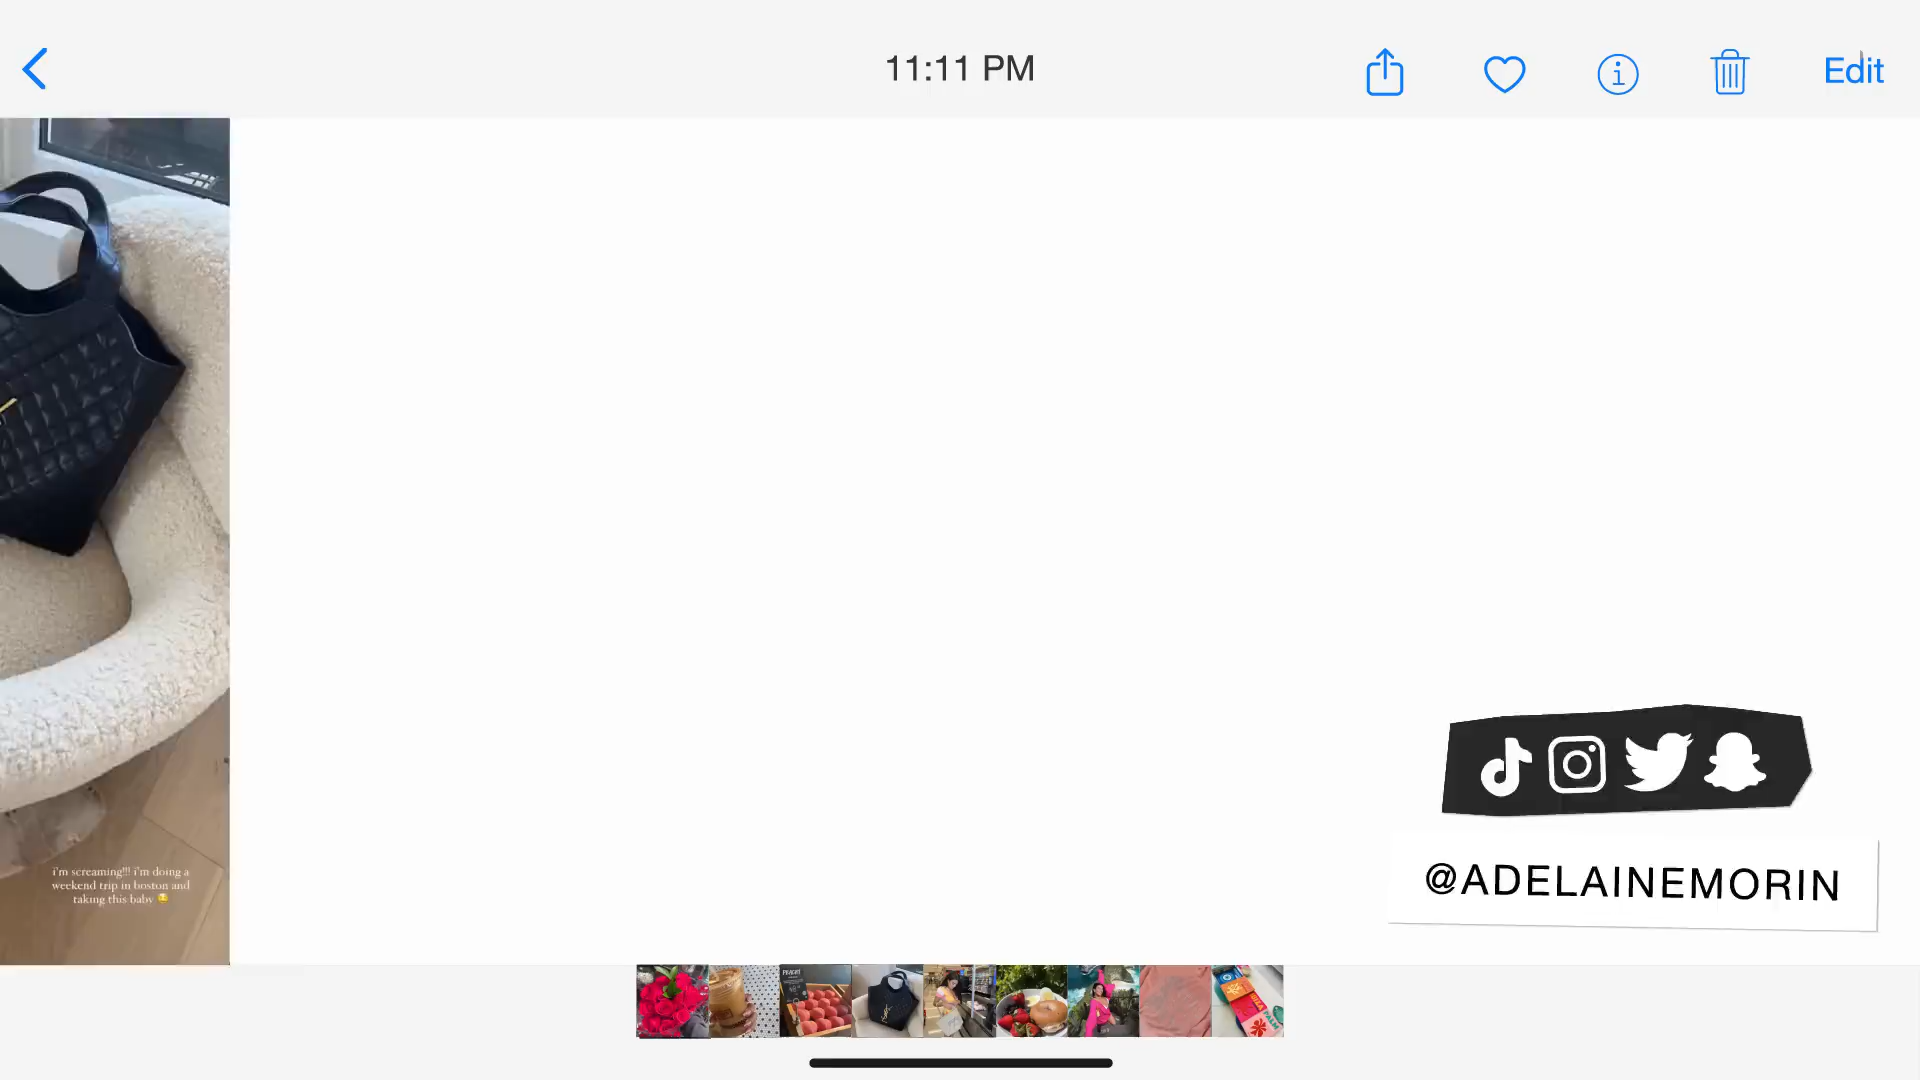 11:11 PM
Edit
i'm screaming!!! i'm doing a
weekend trip in boston and
taking this baby 😫
@ADELAINEMORIN